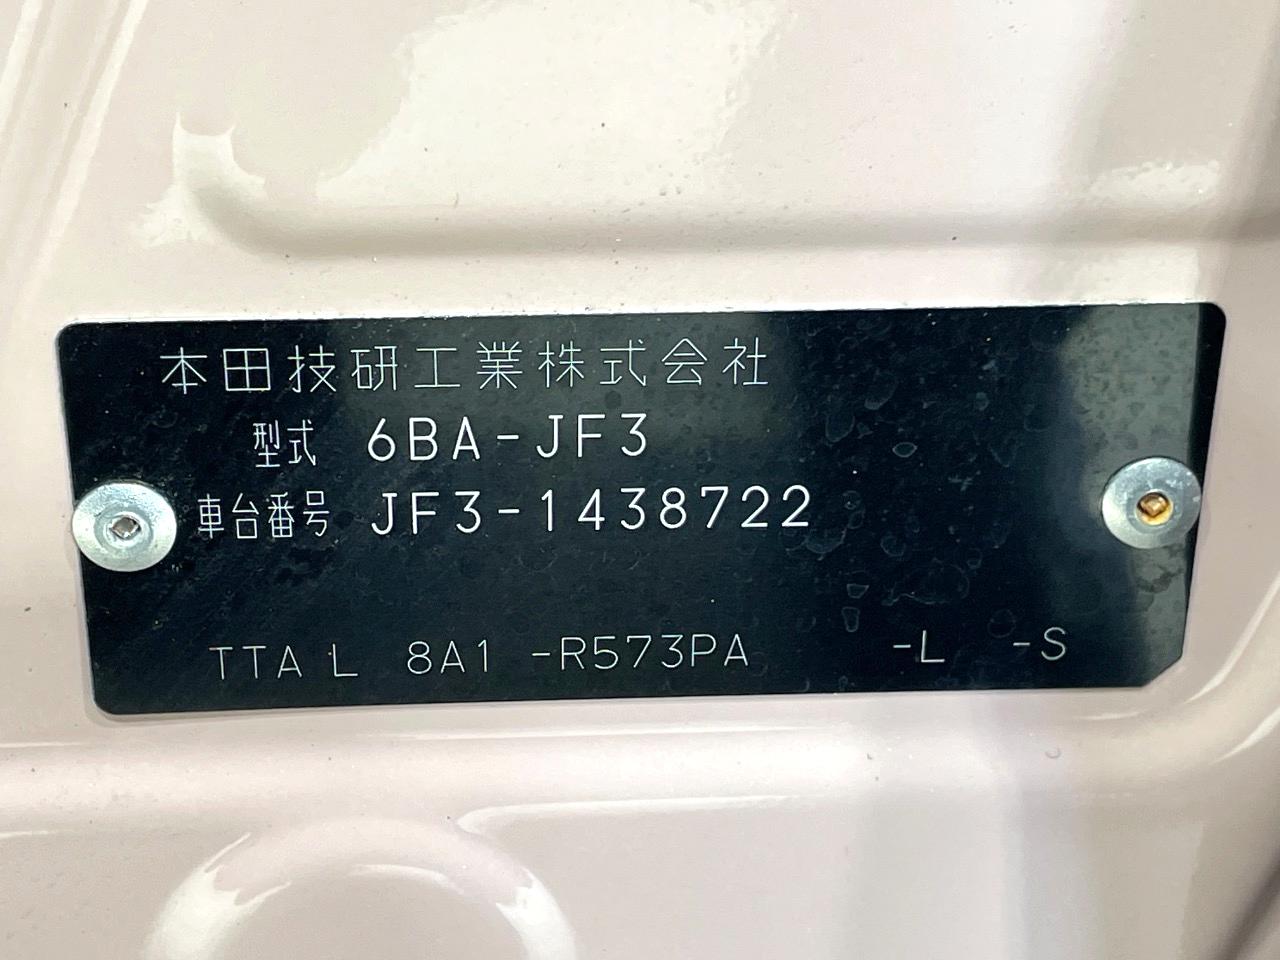 本田技研工業株式会社
型式 6BA-JF3
車台番号 JF3-1438722
TTA L 8A1 -R573PA -L -S